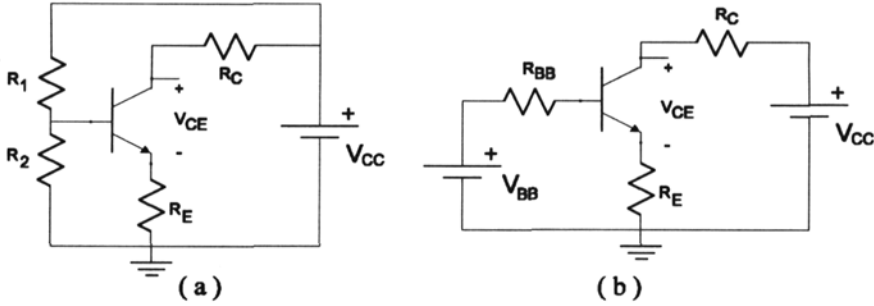 R1
R2
RC
+
VCE
-
RE
+
VCC
( a )
VBB
+
RBB
RC
+
VCE
-
RE
+
VCC
( b )